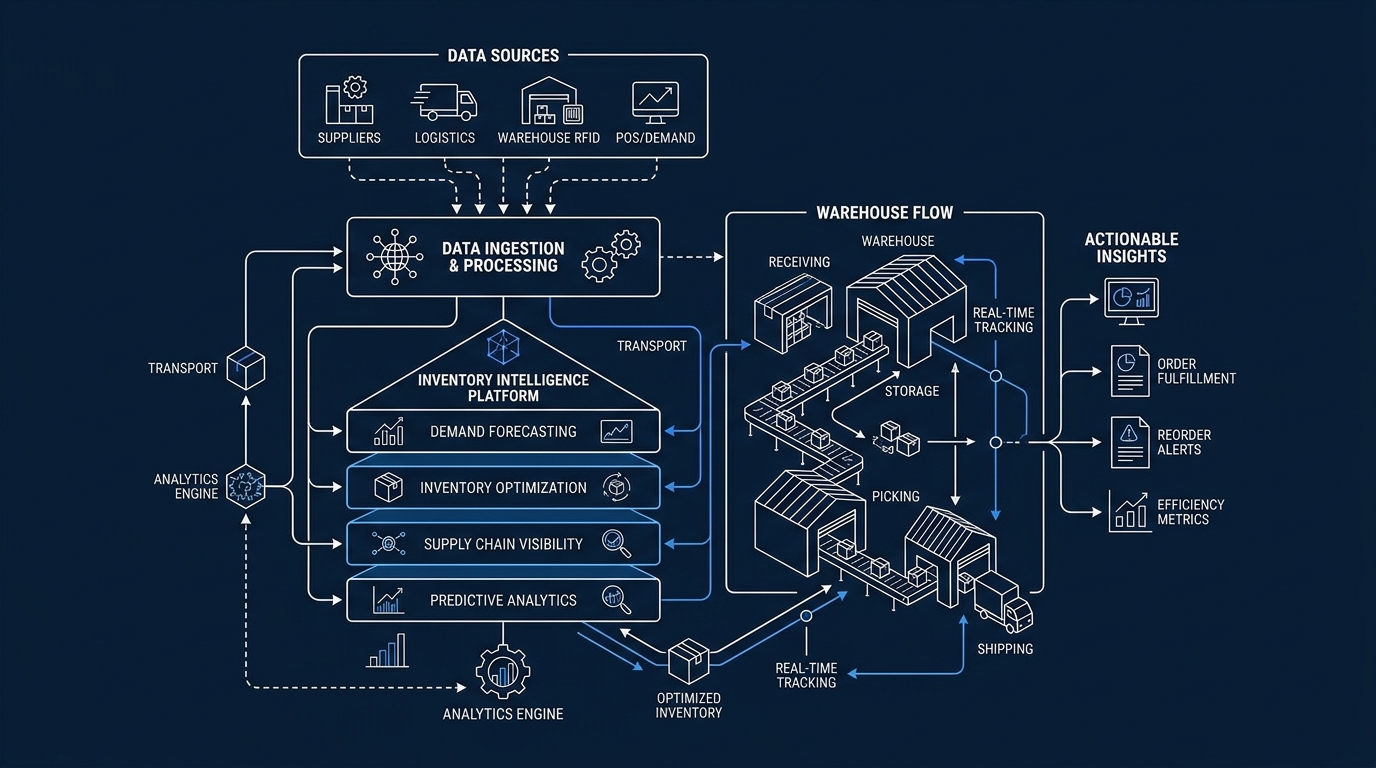 DATA SOURCES
SUPPLIERS
LOGISTICS
WAREHOUSE RFID
POS/DEMAND
DATA INGESTION
& PROCESSING
TRANSPORT
ANALYTICS
ENGINE
TRANSPORT
INVENTORY INTELLIGENCE
PLATFORM
DEMAND FORECASTING
INVENTORY OPTIMIZATION
SUPPLY CHAIN VISIBILITY
PREDICTIVE ANALYTICS
ANALYTICS ENGINE
OPTIMIZED
INVENTORY
REAL-TIME
TRACKING
WAREHOUSE FLOW
WAREHOUSE
RECEIVING
REAL-TIME
TRACKING
STORAGE
PICKING
SHIPPING
ACTIONABLE
INSIGHTS
ORDER
FULFILLMENT
REORDER
ALERTS
EFFICIENCY
METRICS